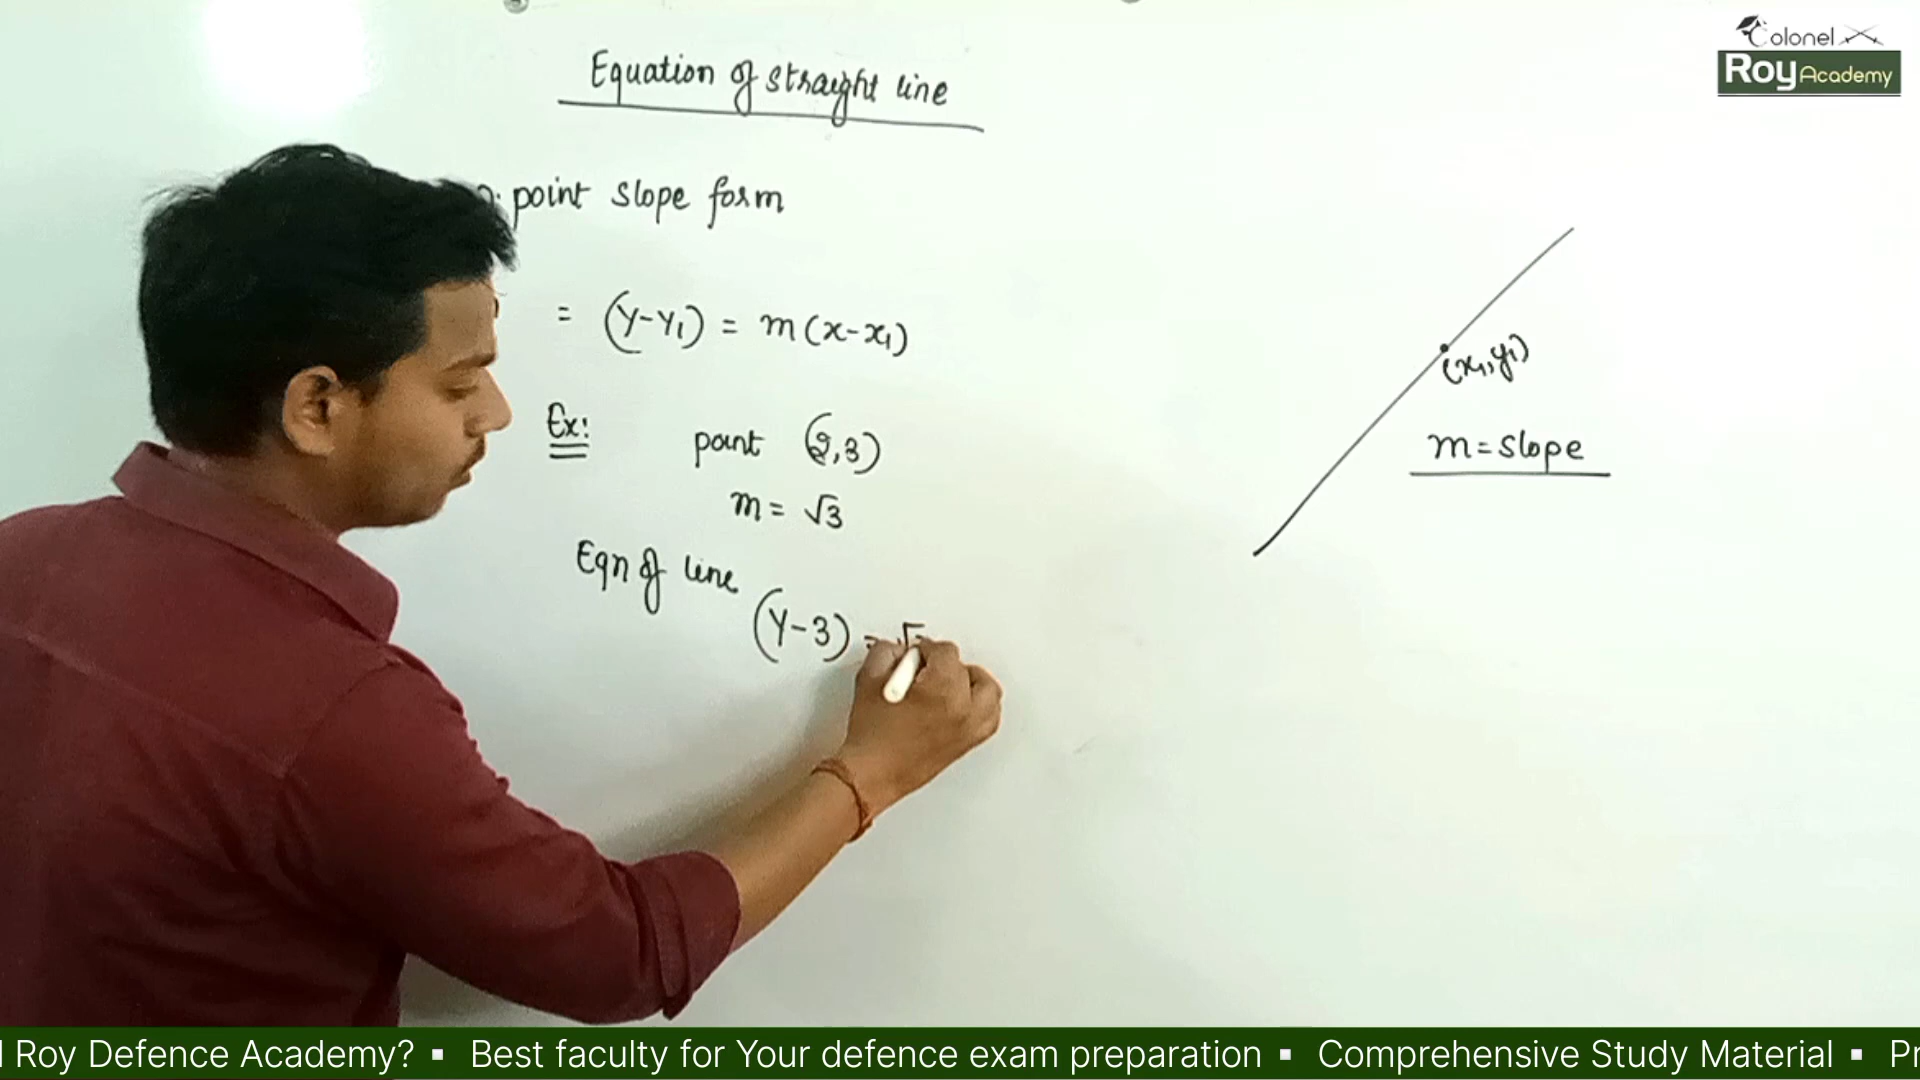 Colonel
Roy Academy
Equation of straight line
point slope form
= (y-y₁) = m(x-x₁)
(x₁,y₁)
m = slope
Ex: point (2,3)
m = √3
Eqn of line
(y-3) = √
Roy Defence Academy? ▪ Best faculty for Your defence exam preparation ▪ Comprehensive Study Material ▪